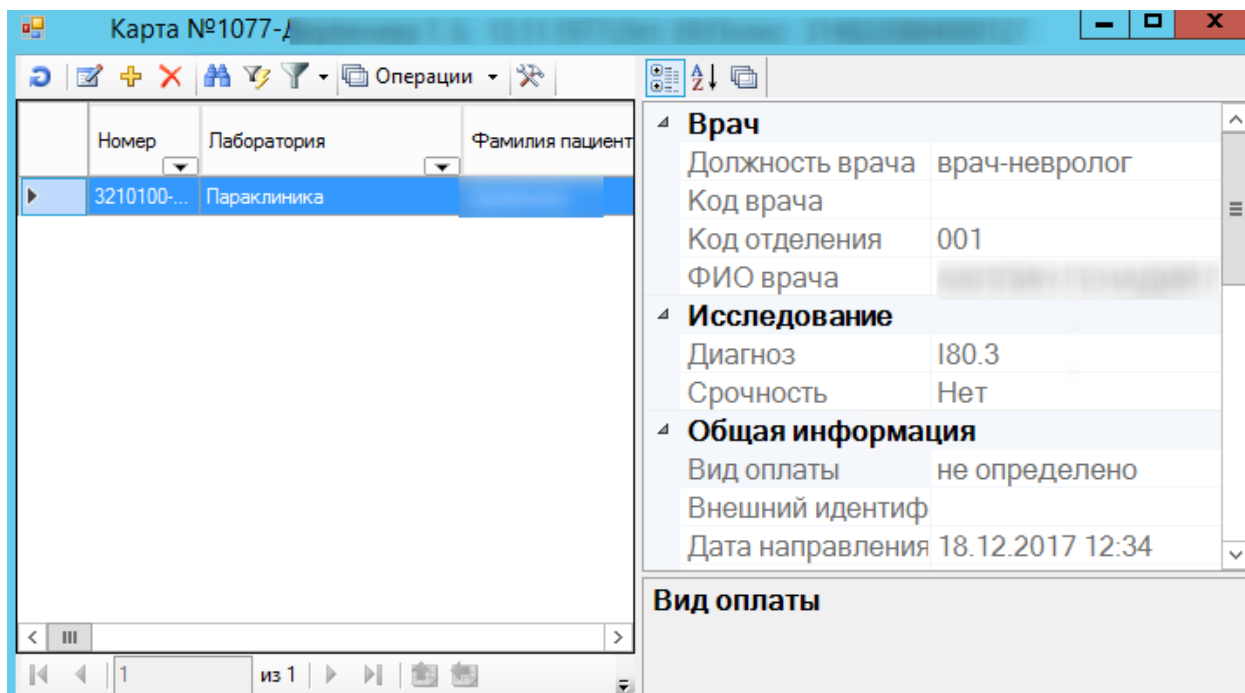 Карта №1077-Д
Операции
Номер Лаборатория Фамилия пациент
3210100-... Параклиника
1 из 1
Врач
Должность врача врач-невролог
Код врача
Код отделения 001
ФИО врача
Исследование
Диагноз I80.3
Срочность Нет
Общая информация
Вид оплаты не определено
Внешний идентиф
Дата направления 18.12.2017 12:34
Вид оплаты